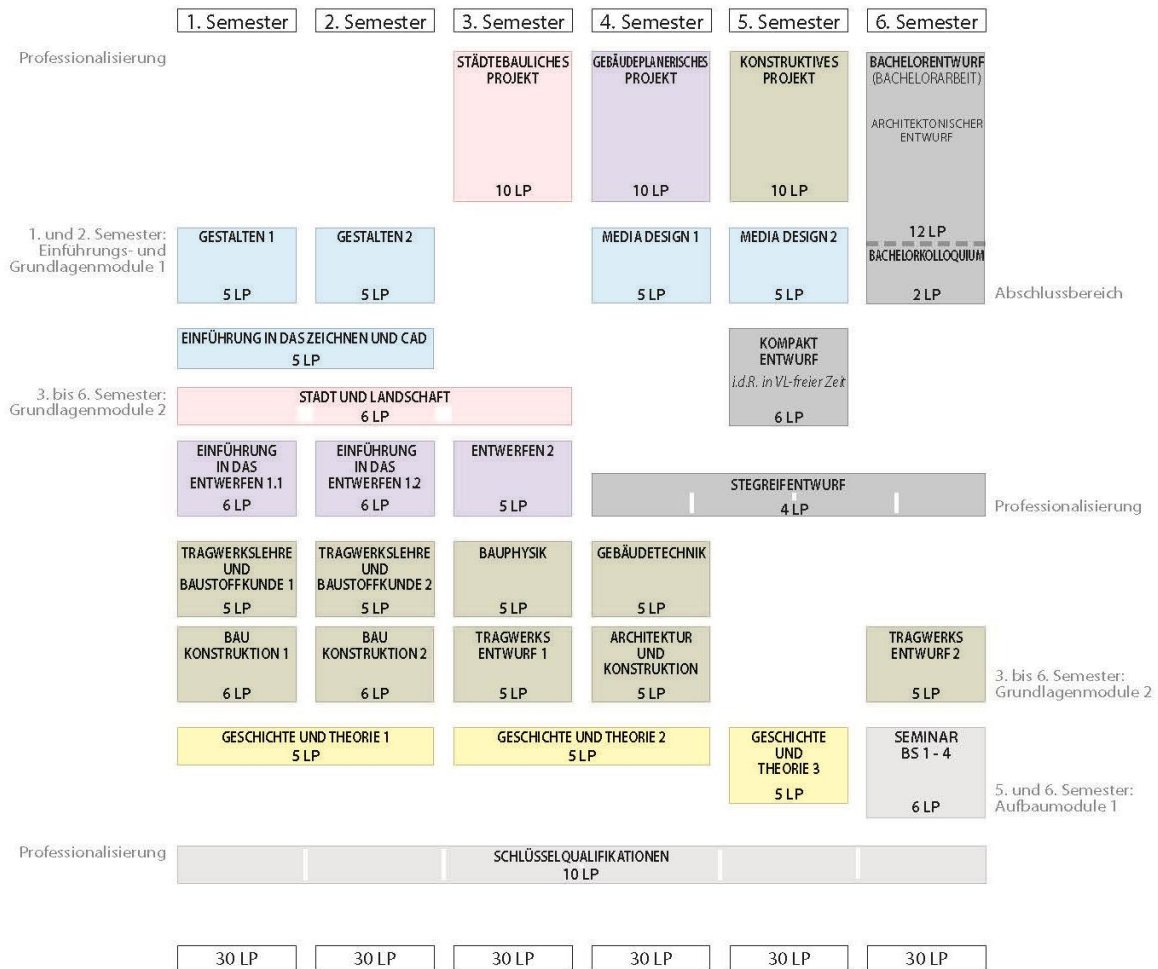 1. Semester
2. Semester
3. Semester
4. Semester
5. Semester
6. Semester
Professionalisierung
STÄDTEBAULICHES
PROJEKT
10 LP
GEBÄUDEPLANERISCHES
PROJEKT
10 LP
KONSTRUKTIVES
PROJEKT
10 LP
BACHELORENTWURF
(BACHELORARBEIT)
ARCHITEKTONISCHER
ENTWURF
12 LP
BACHELORKOLLOQUIUM
2 LP
Abschlussbereich
1. und 2. Semester:
Einführungs- und
Grundlagenmodule 1
GESTALTEN 1
5 LP
GESTALTEN 2
5 LP
MEDIA DESIGN 1
5 LP
MEDIA DESIGN 2
5 LP
EINFÜHRUNG IN DAS ZEICHNEN UND CAD
5 LP
KOMPAKT
ENTWURF
i.d.R. in VL-freier Zeit
6 LP
3. bis 6. Semester:
Grundlagenmodule 2
STADT UND LANDSCHAFT
6 LP
EINFÜHRUNG
IN DAS
ENTWERFEN 1.1
6 LP
EINFÜHRUNG
IN DAS
ENTWERFEN 1.2
6 LP
ENTWERFEN 2
5 LP
STEGREIFENTWURF
4 LP
Professionalisierung
TRAGWERKSLEHRE
UND
BAUSTOFFKUNDE 1
5 LP
TRAGWERKSLEHRE
UND
BAUSTOFFKUNDE 2
5 LP
BAUPHYSIK
5 LP
GEBÄUDETECHNIK
5 LP
BAU
KONSTRUKTION 1
6 LP
BAU
KONSTRUKTION 2
6 LP
TRAGWERKS
ENTWURF 1
5 LP
ARCHITEKTUR
UND
KONSTRUKTION
5 LP
TRAGWERKS
ENTWURF 2
5 LP
3. bis 6. Semester:
Grundlagenmodule 2
GESCHICHTE UND THEORIE 1
5 LP
GESCHICHTE UND THEORIE 2
5 LP
GESCHICHTE
UND
THEORIE 3
5 LP
SEMINAR
BS 1 - 4
6 LP
5. und 6. Semester:
Aufbaumodule 1
Professionalisierung
SCHLÜSSELQUALIFIKATIONEN
10 LP
30 LP
30 LP
30 LP
30 LP
30 LP
30 LP